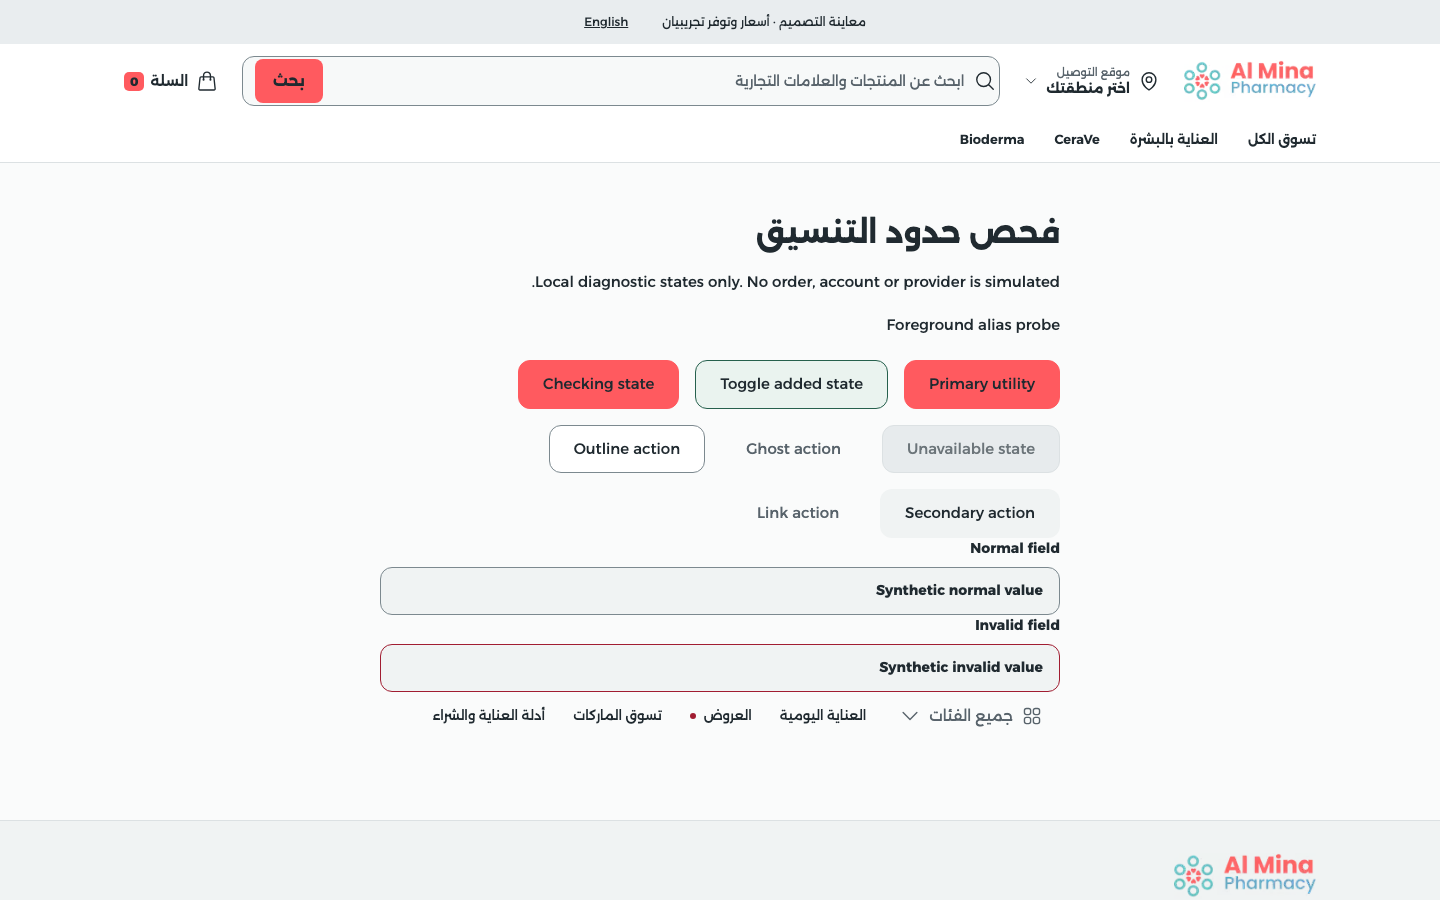 معاينة التصميم · أسعار وتوفر تجريبيان
English
Al Mina
Pharmacy
موقع التوصيل
اختر منطقتك
ابحث عن المنتجات والعلامات التجارية
بحث
السلة
0
تسوق الكل
العناية بالبشرة
CeraVe
Bioderma
فحص حدود التنسيق
Local diagnostic states only. No order, account or provider is simulated.
Foreground alias probe
Primary utility
Toggle added state
Checking state
Unavailable state
Ghost action
Outline action
Secondary action
Link action
Normal field
Synthetic normal value
Invalid field
Synthetic invalid value
جميع الفئات
العناية اليومية
العروض
تسوق الماركات
أدلة العناية والشراء
Al Mina
Pharmacy